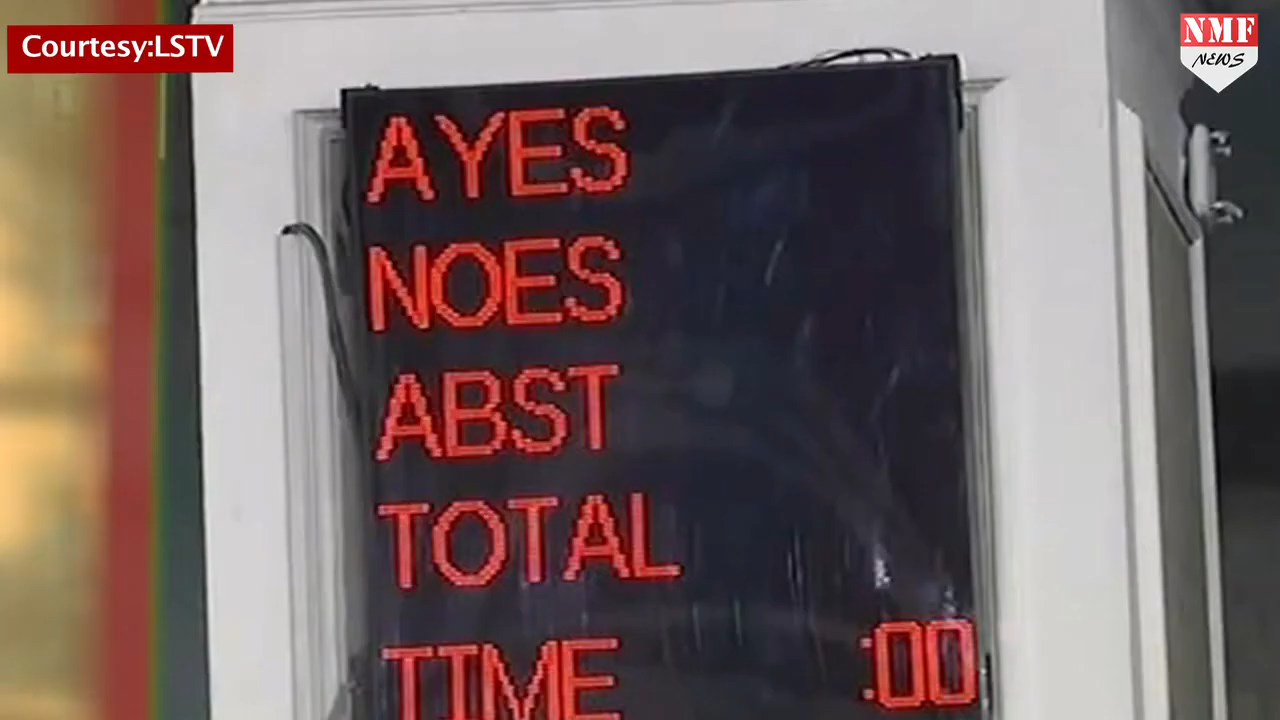 Courtesy:LSTV
NMF
NEWS
AYES
NOES
ABST
TOTAL
TIME :00